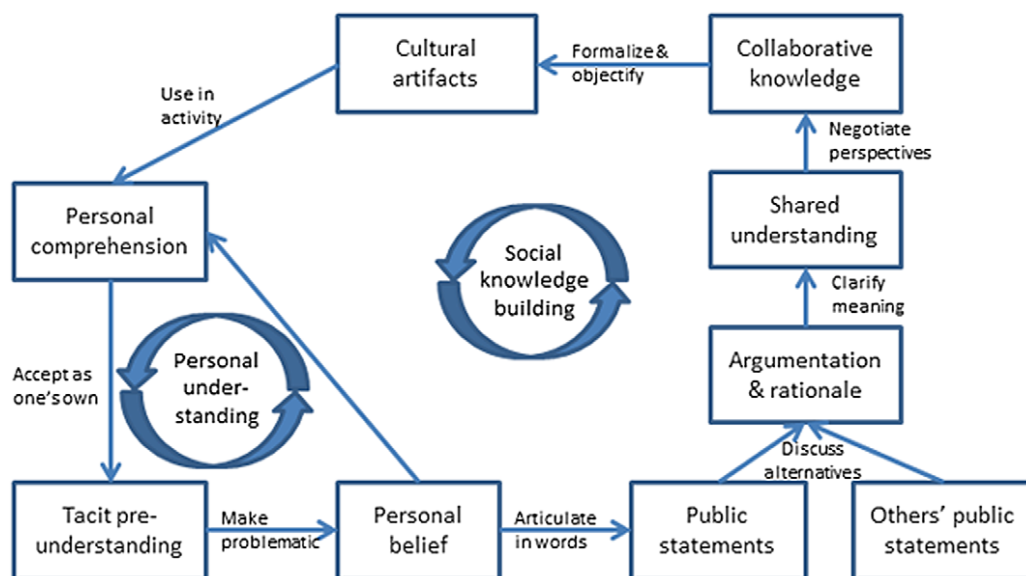 Cultural
artifacts
Formalize &
objectify
Collaborative
knowledge
Use in
activity
Negotiate
perspectives
Personal
comprehension
Shared
understanding
Social
knowledge
building
Clarify
meaning
Accept as
one's own
Personal
under-
standing
Argumentation
& rationale
Discuss
alternatives
Tacit pre-
understanding
Make
problematic
Personal
belief
Articulate
in words
Public
statements
Others' public
statements